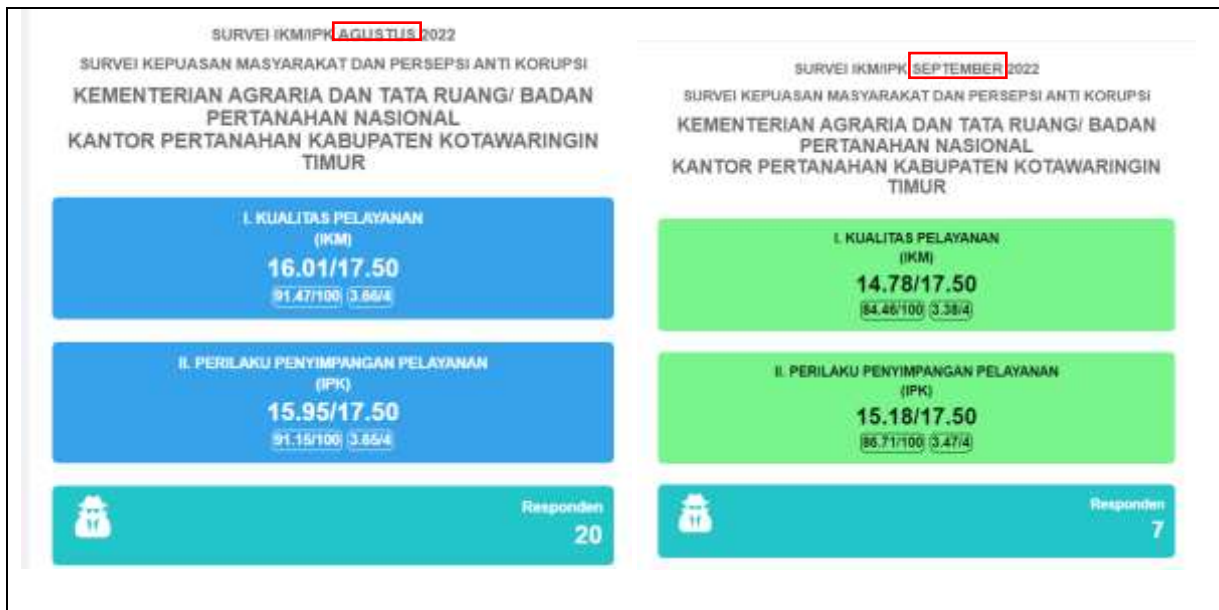 SURVEI IKM/IPK AGUSTUS 2022
SURVEI KEPUASAN MASYARAKAT DAN PERSEPSI ANTI KORUPSI
KEMENTERIAN AGRARIA DAN TATA RUANG/ BADAN
PERTANAHAN NASIONAL
KANTOR PERTANAHAN KABUPATEN KOTAWARINGIN
TIMUR
I. KUALITAS PELAYANAN
(IKM)
16.01/17.50
91.47/100 3.66/4
II. PERILAKU PENYIMPANGAN PELAYANAN
(IPK)
15.95/17.50
91.15/100 3.65/4
Responden
20
SURVEI IKM/IPK SEPTEMBER 2022
SURVEI KEPUASAN MASYARAKAT DAN PERSEPSI ANTI KORUPSI
KEMENTERIAN AGRARIA DAN TATA RUANG/ BADAN
PERTANAHAN NASIONAL
KANTOR PERTANAHAN KABUPATEN KOTAWARINGIN
TIMUR
I. KUALITAS PELAYANAN
(IKM)
14.78/17.50
84.46/100 3.38/4
II. PERILAKU PENYIMPANGAN PELAYANAN
(IPK)
15.18/17.50
86.71/100 3.47/4
Responden
7